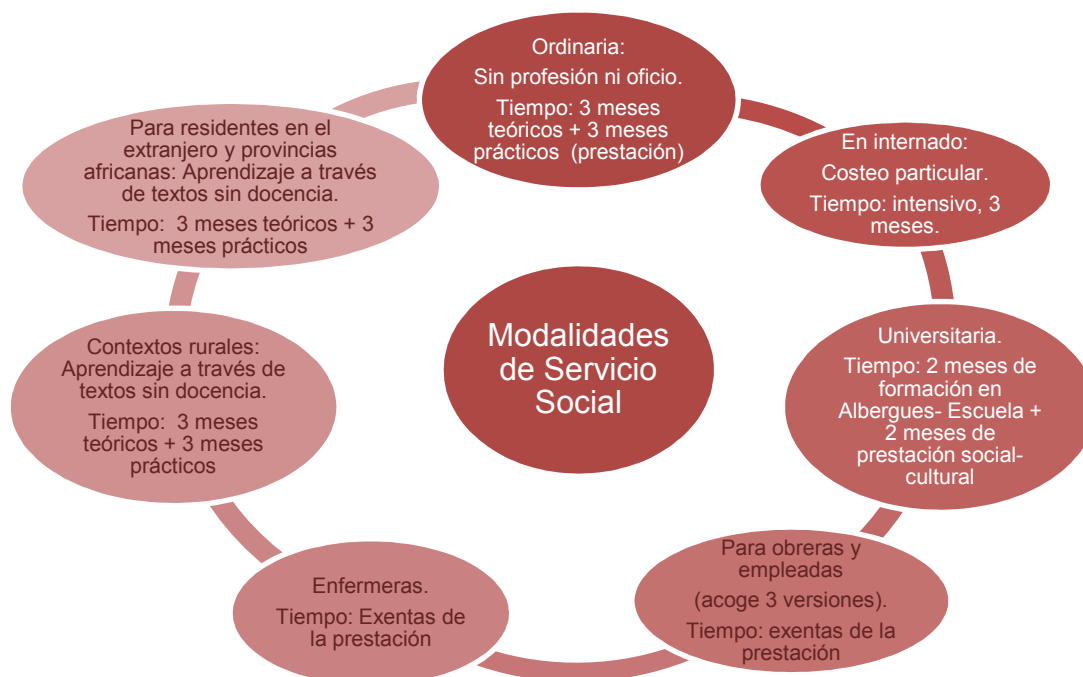 Ordinaria:
Sin profesión ni oficio.
Tiempo: 3 meses
teóricos + 3 meses
prácticos (prestación)
En internado:
Costeo particular.
Tiempo: intensivo, 3
meses.
Universitaria.
Tiempo: 2 meses de
formación en
Albergues- Escuela +
2 meses de
prestación social-
cultural
Para obreras y
empleadas
(acoge 3 versiones).
Tiempo: exentas de la
prestación
Enfermeras.
Tiempo: Exentas de
la prestación
Contextos rurales:
Aprendizaje a través de
textos sin docencia.
Tiempo: 3 meses
teóricos + 3 meses
prácticos
Para residentes en el
extranjero y provincias
africanas: Aprendizaje a través
de textos sin docencia.
Tiempo: 3 meses teóricos + 3
meses prácticos
Modalidades
de Servicio
Social